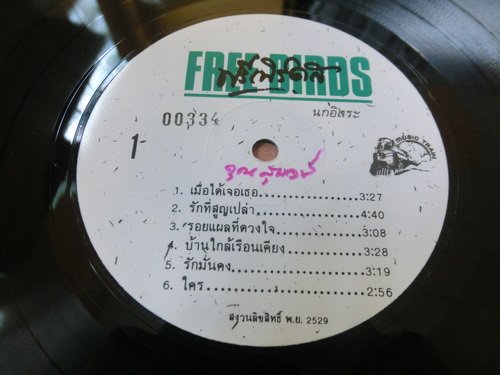 FREE BIRDS
ฟรีเบิร์ดส
นกอิสระ
00334
MUSIC TRAIN
1
1. เมื่อได้เจอเธอ........................3:27
2. รักที่สูญเปล่า........................4:40
3. รอยแผลที่ดวงใจ........................3:08
4. บ้านใกล้เรือนเคียง........................3:28
5. รักมั่นคง........................3:19
6. ใคร........................2:56
สงวนลิขสิทธิ์ พ.ย. 2529